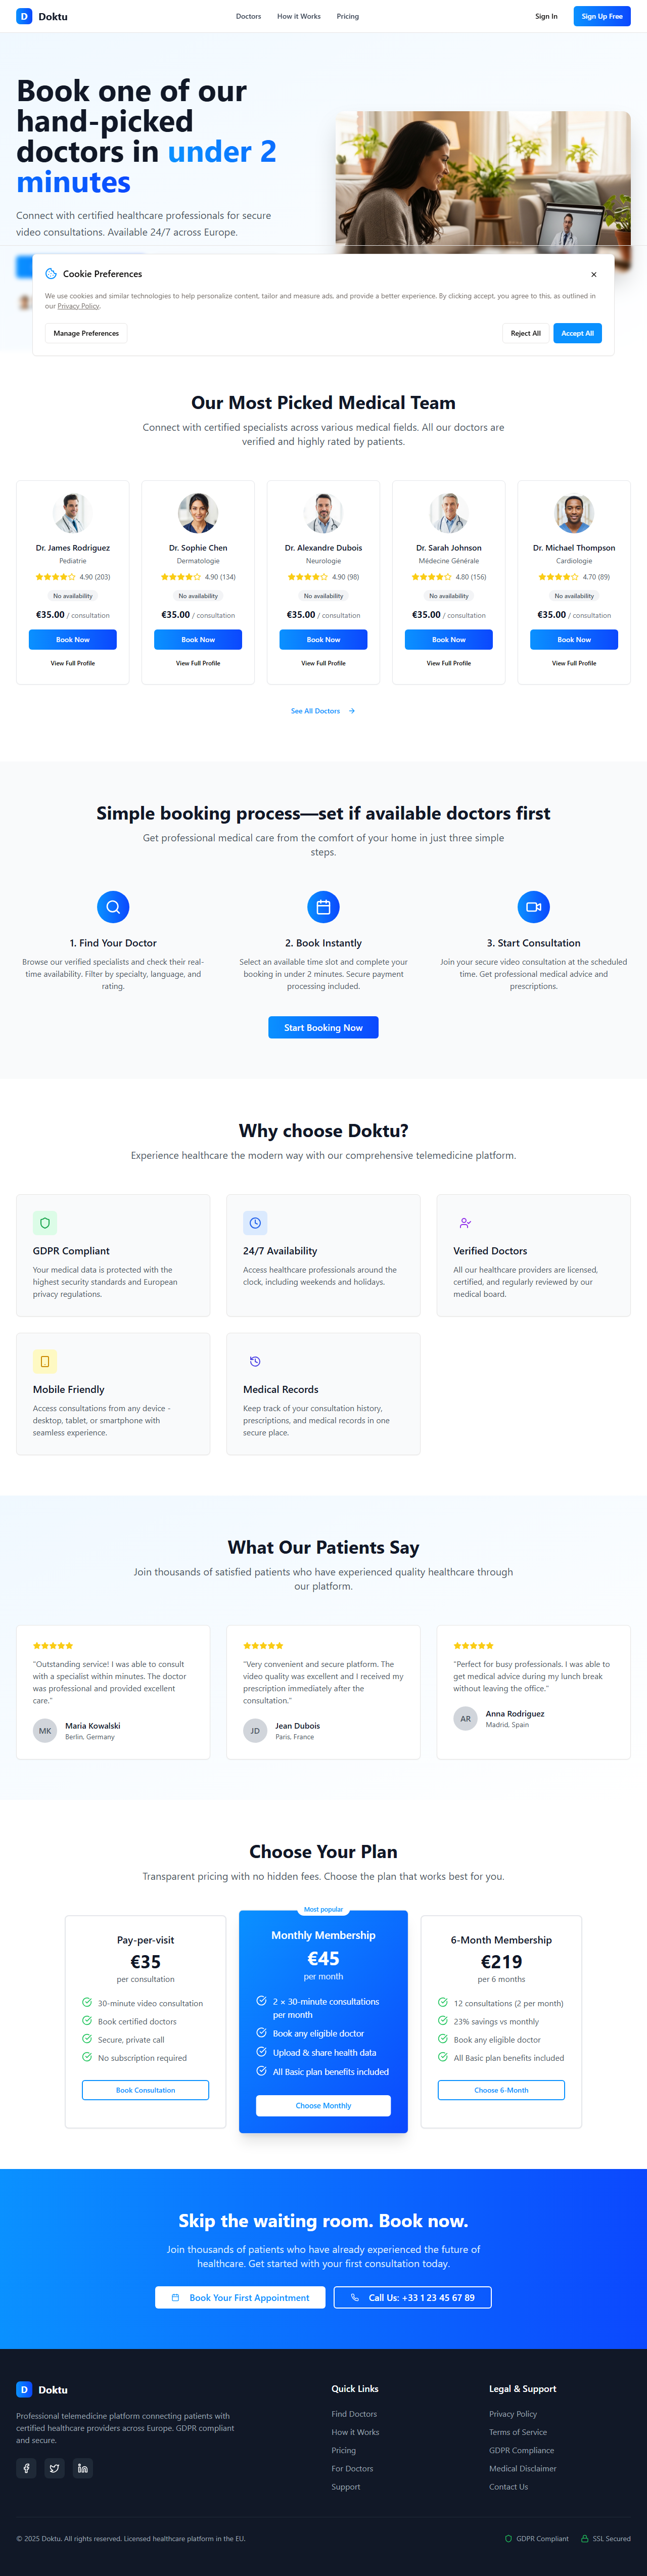 D Doktu
Doctors
How it Works
Pricing
Sign In
Sign Up Free
Book one of our
hand-picked
doctors in under 2
minutes
Connect with certified healthcare professionals for secure
video consultations. Available 24/7 across Europe.
Cookie Preferences
We use cookies and similar technologies to help personalize content, tailor and measure ads, and provide a better experience. By clicking accept, you agree to this, as outlined in
our Privacy Policy.
Manage Preferences
Reject All
Accept All
Our Most Picked Medical Team
Connect with certified specialists across various medical fields. All our doctors are
verified and highly rated by patients.
Dr. James Rodriguez
Pediatrie
4.90 (203)
No availability
€35.00 / consultation
Book Now
View Full Profile
Dr. Sophie Chen
Dermatologie
4.90 (134)
No availability
€35.00 / consultation
Book Now
View Full Profile
Dr. Alexandre Dubois
Neurologie
4.90 (98)
No availability
€35.00 / consultation
Book Now
View Full Profile
Dr. Sarah Johnson
Médecine Générale
4.80 (156)
No availability
€35.00 / consultation
Book Now
View Full Profile
Dr. Michael Thompson
Cardiologie
4.70 (89)
No availability
€35.00 / consultation
Book Now
View Full Profile
See All Doctors
Simple booking process—set if available doctors first
Get professional medical care from the comfort of your home in just three simple
steps.
1. Find Your Doctor
Browse our verified specialists and check their real-
time availability. Filter by specialty, language, and
rating.
2. Book Instantly
Select an available time slot and complete your
booking in under 2 minutes. Secure payment
processing included.
3. Start Consultation
Join your secure video consultation at the scheduled
time. Get professional medical advice and
prescriptions.
Start Booking Now
Why choose Doktu?
Experience healthcare the modern way with our comprehensive telemedicine platform.
GDPR Compliant
Your medical data is protected with the
highest security standards and European
privacy regulations.
24/7 Availability
Access healthcare professionals around the
clock, including weekends and holidays.
Verified Doctors
All our healthcare providers are licensed,
certified, and regularly reviewed by our
medical board.
Mobile Friendly
Access consultations from any device -
desktop, tablet, or smartphone with
seamless experience.
Medical Records
Keep track of your consultation history,
prescriptions, and medical records in one
secure place.
What Our Patients Say
Join thousands of satisfied patients who have experienced quality healthcare through
our platform.
"Outstanding service! I was able to consult
with a specialist within minutes. The doctor
was professional and provided excellent
care."
MK
Maria Kowalski
Berlin, Germany
"Very convenient and secure platform. The
video quality was excellent and I received my
prescription immediately after the
consultation."
JD
Jean Dubois
Paris, France
"Perfect for busy professionals. I was able to
get medical advice during my lunch break
without leaving the office."
AR
Anna Rodriguez
Madrid, Spain
Choose Your Plan
Transparent pricing with no hidden fees. Choose the plan that works best for you.
Pay-per-visit
€35
per consultation
30-minute video consultation
Book certified doctors
Secure, private call
No subscription required
Book Consultation
Most popular
Monthly Membership
€45
per month
2 × 30-minute consultations
per month
Book any eligible doctor
Upload & share health data
All Basic plan benefits included
Choose Monthly
6-Month Membership
€219
per 6 months
12 consultations (2 per month)
23% savings vs monthly
Book any eligible doctor
All Basic plan benefits included
Choose 6-Month
Skip the waiting room. Book now.
Join thousands of patients who have already experienced the future of
healthcare. Get started with your first consultation today.
Book Your First Appointment
Call Us: +33 1 23 45 67 89
D Doktu
Professional telemedicine platform connecting patients with
certified healthcare providers across Europe. GDPR compliant
and secure.
Quick Links
Find Doctors
How it Works
Pricing
For Doctors
Support
Legal & Support
Privacy Policy
Terms of Service
GDPR Compliance
Medical Disclaimer
Contact Us
© 2025 Doktu. All rights reserved. Licensed healthcare platform in the EU.
GDPR Compliant
SSL Secured